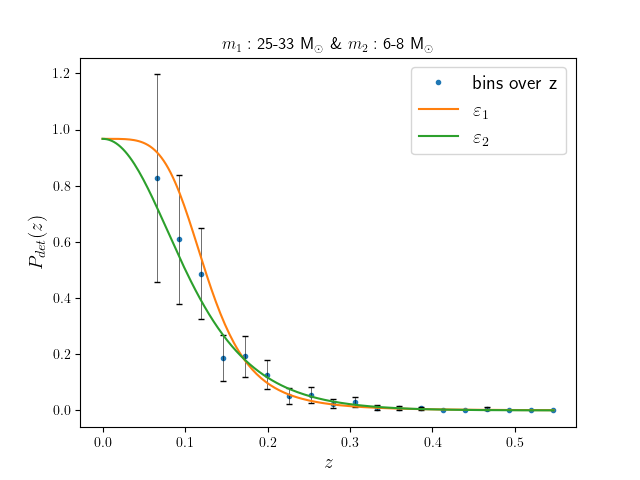 m₁ : 25-33 M⊙ & m₂ : 6-8 M⊙
bins over z
ε₁
ε₂
P_det(z)
1.2
1.0
0.8
0.6
0.4
0.2
0.0
0.0 0.1 0.2 0.3 0.4 0.5
z